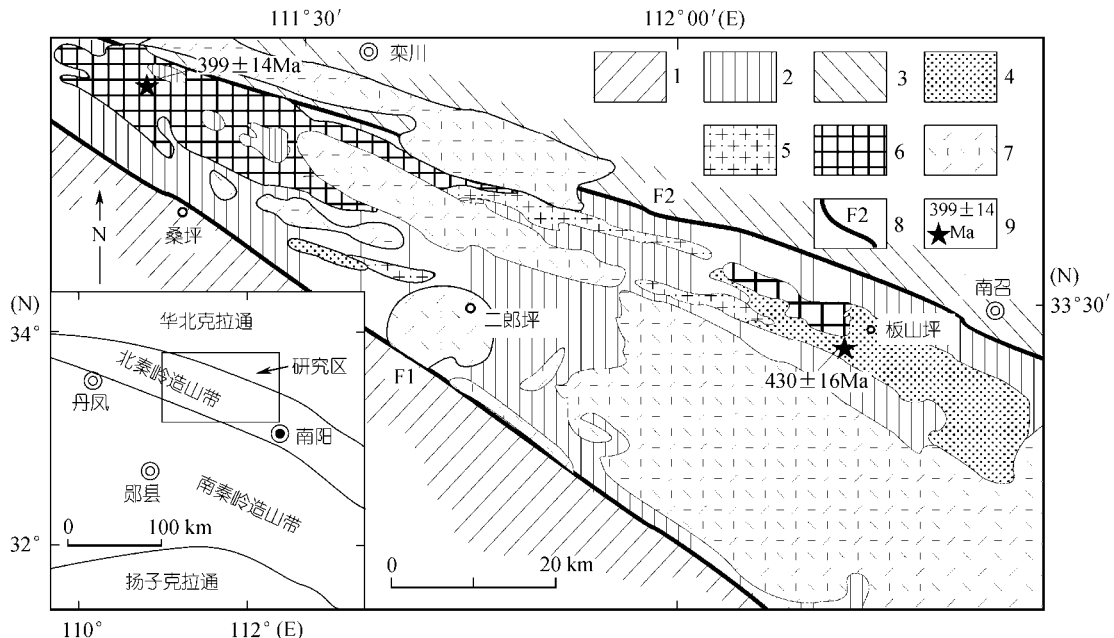 111°30′
112°00′(E)
栾川
399±14Ma
1
2
3
4
5
6
7
F2
8
399±14
Ma
9
F2
N
桑坪
南召
(N)
33°30′
二郎坪
板山坪
F1
430±16Ma
(N)
34°
32°
华北克拉通
北秦岭造山带
研究区
丹凤
南阳
郧县
南秦岭造山带
0
100 km
扬子克拉通
0
20 km
110°
112°(E)